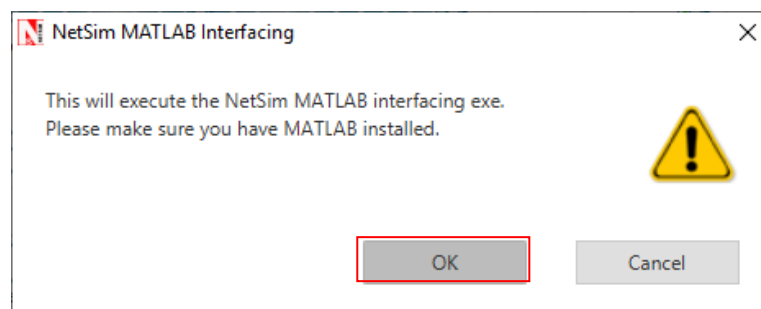 NetSim MATLAB Interfacing
This will execute the NetSim MATLAB interfacing exe.
Please make sure you have MATLAB installed.
OK
Cancel